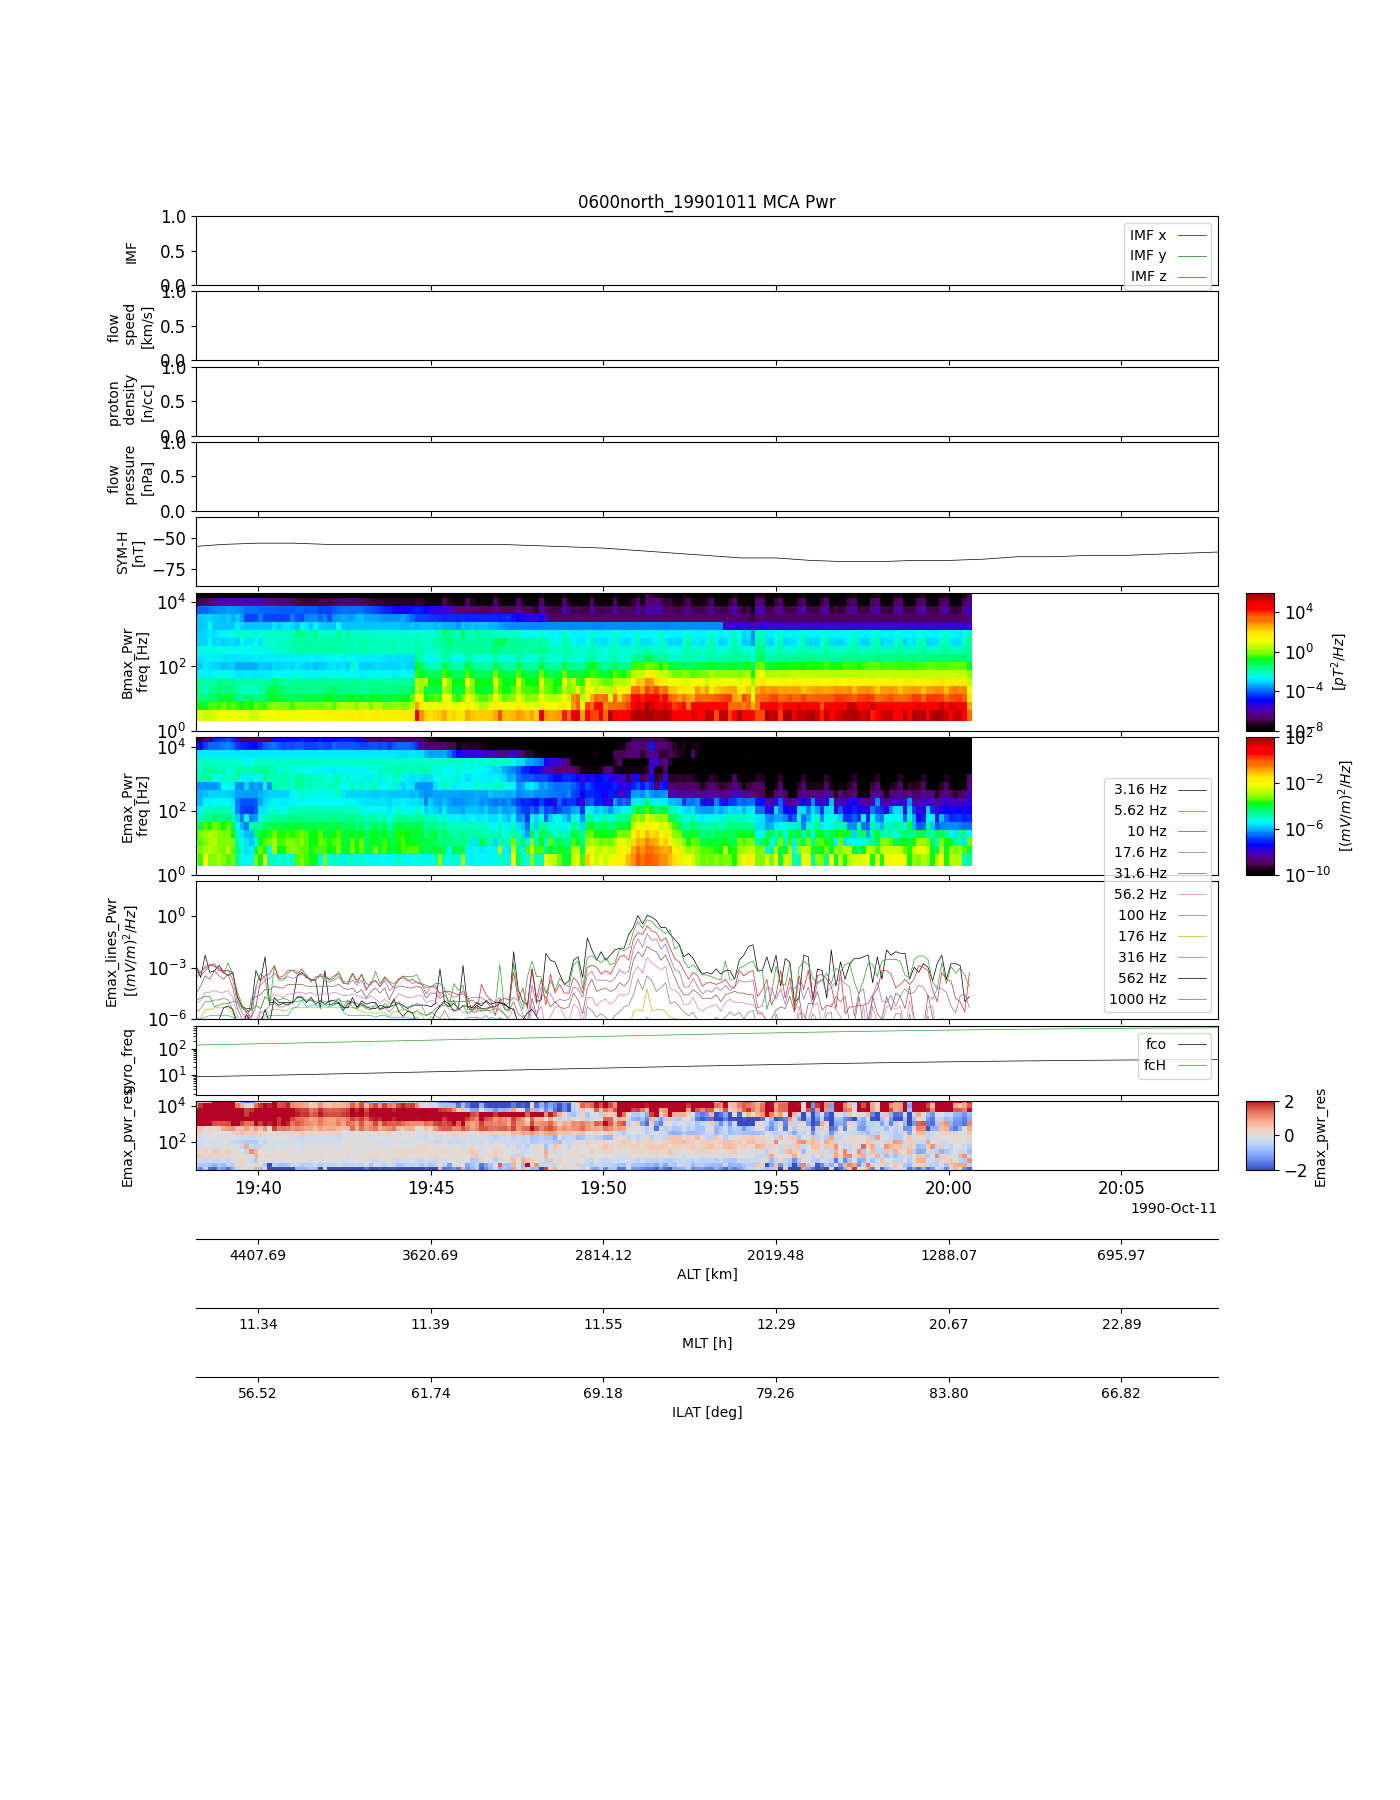 0600north_19901011 MCA Pwr
1.0
0.5
0.0
IMF
IMF x
IMF y
IMF z
1.0
0.5
0.0
flow
speed
[km/s]
1.0
0.5
0.0
proton
density
[n/cc]
1.0
0.5
0.0
flow
pressure
[nPa]
−50
−75
SYM-H
[nT]
10^4
10^2
10^0
Bmax_Pwr
freq [Hz]
10^4
10^0
10^−4
10^−8
[pT^2/Hz]
10^4
10^2
10^0
Emax_Pwr
freq [Hz]
10^2
10^−2
10^−6
10^−10
[(mV/m)^2/Hz]
3.16 Hz
5.62 Hz
10 Hz
17.6 Hz
31.6 Hz
56.2 Hz
100 Hz
176 Hz
316 Hz
562 Hz
1000 Hz
10^0
10^−3
10^−6
Emax_lines_Pwr
[(mV/m)^2/Hz]
10^2
10^1
gyro_freq
fco
fcH
10^4
10^2
Emax_pwr_res
2
0
−2
Emax_pwr_res
19:40 19:45 19:50 19:55 20:00 20:05
1990-Oct-11
4407.69 3620.69 2814.12 2019.48 1288.07 695.97
ALT [km]
11.34 11.39 11.55 12.29 20.67 22.89
MLT [h]
56.52 61.74 69.18 79.26 83.80 66.82
ILAT [deg]